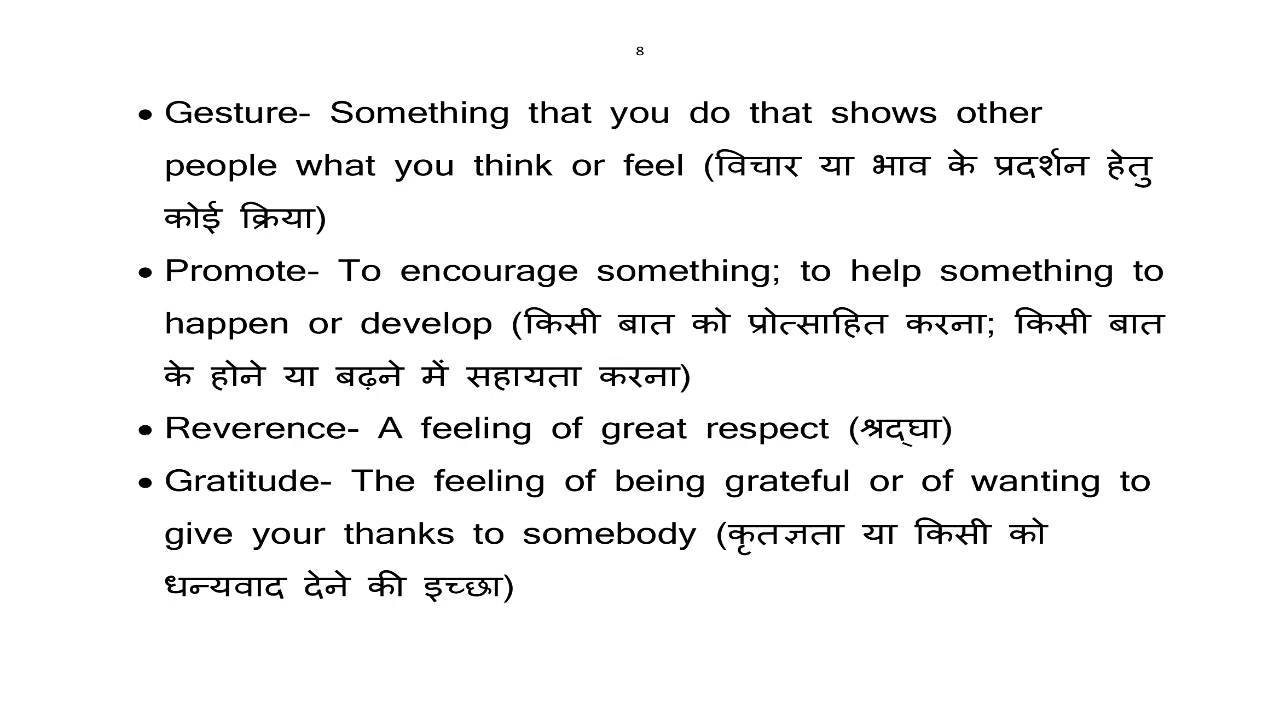 8
• Gesture- Something that you do that shows other
people what you think or feel (विचार या भाव के प्रदर्शन हेतु
कोई क्रिया)
• Promote- To encourage something; to help something to
happen or develop (किसी बात को प्रोत्साहित करना; किसी बात
के होने या बढ़ने में सहायता करना)
• Reverence- A feeling of great respect (श्रद्घा)
• Gratitude- The feeling of being grateful or of wanting to
give your thanks to somebody (कृतज्ञता या किसी को
धन्यवाद देने की इच्छा)